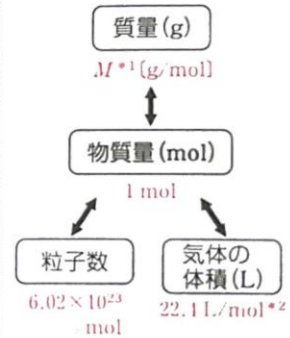 質量(g)
M*1[g/mol]
物質量(mol)
1 mol
粒子数
気体の
体積(L)
6.02×10²³
mol
22.4 L/mol*2